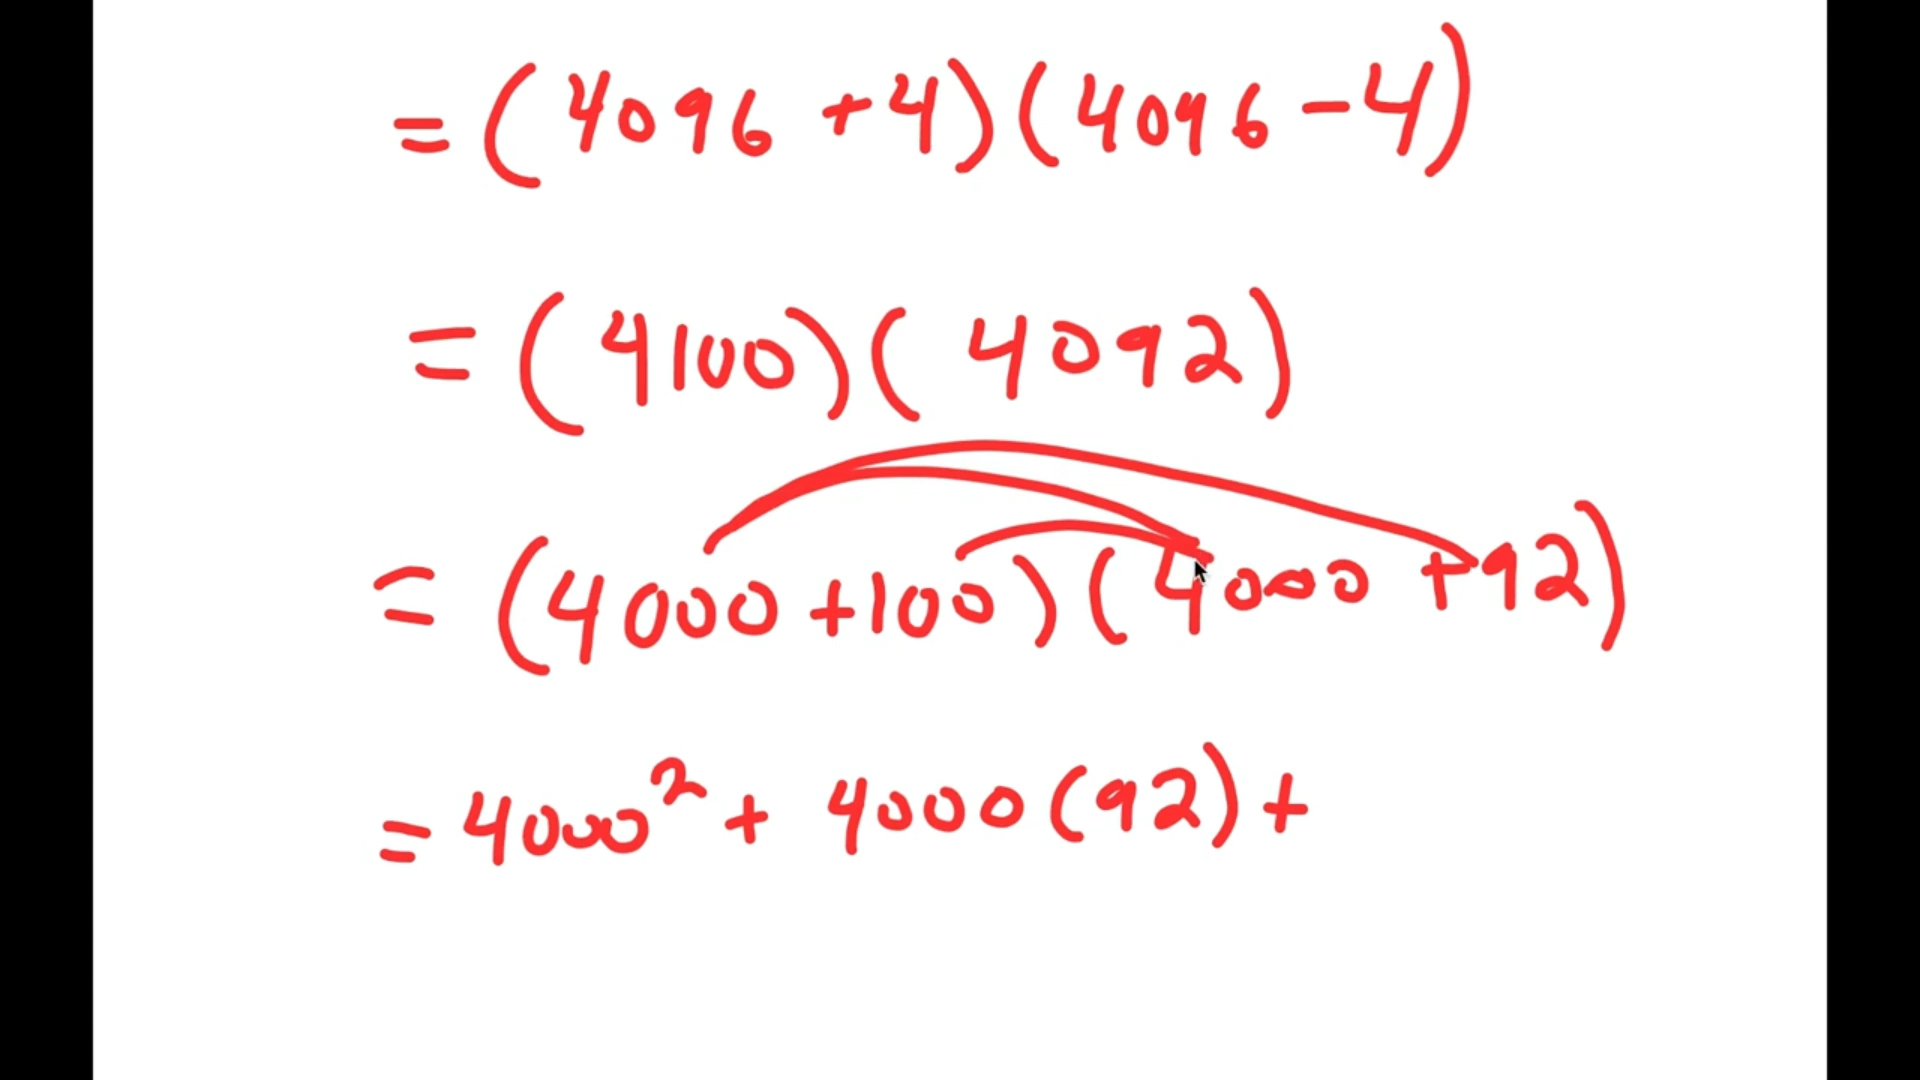 = (4096 + 4)(4096 - 4)
= (4100)(4092)
= (4000 + 100)(4000 + 92)
= 4000² + 4000(92) +